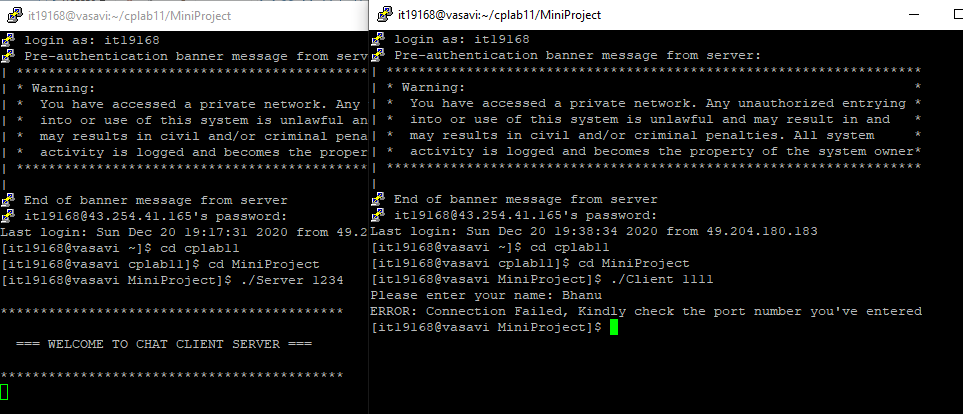 it19168@vasavi:~/cplab11/MiniProject
login as: it19168
Pre-authentication banner message from serv
| *******************************************
| * Warning:
| *  You have accessed a private network. Any
| *  into or use of this system is unlawful an
| *  may results in civil and/or criminal pena
| *  activity is logged and becomes the proper
| *******************************************
|
End of banner message from server
it19168@43.254.41.165's password:
Last login: Sun Dec 20 19:17:31 2020 from 49.2
[it19168@vasavi ~]$ cd cplab11
[it19168@vasavi cplab11]$ cd MiniProject
[it19168@vasavi MiniProject]$ ./Server 1234
*******************************************
=== WELCOME TO CHAT CLIENT SERVER ===
*******************************************
it19168@vasavi:~/cplab11/MiniProject
login as: it19168
Pre-authentication banner message from server:
| *******************************************************************
| * Warning:                                                        *
| *  You have accessed a private network. Any unauthorized entrying *
| *  into or use of this system is unlawful and may result in and   *
| *  may results in civil and/or criminal penalties. All system     *
| *  activity is logged and becomes the property of the system owner*
| *******************************************************************
|
End of banner message from server
it19168@43.254.41.165's password:
Last login: Sun Dec 20 19:38:34 2020 from 49.204.180.183
[it19168@vasavi ~]$ cd cplab11
[it19168@vasavi cplab11]$ cd MiniProject
[it19168@vasavi MiniProject]$ ./Client 1111
Please enter your name: Bhanu
ERROR: Connection Failed, Kindly check the port number you've entered
[it19168@vasavi MiniProject]$